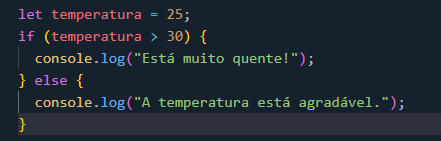 let temperatura = 25;
if (temperatura > 30) {
  console.log("Está muito quente!");
} else {
  console.log("A temperatura está agradável.");
}